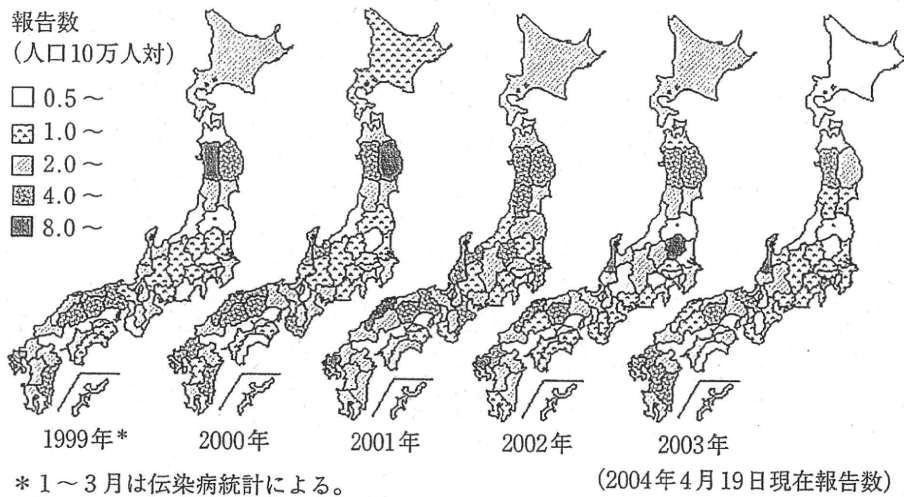 報告数
(人口10万人対)
0.5～
1.0～
2.0～
4.0～
8.0～
1999年*
2000年
2001年
2002年
2003年
* 1～3月は伝染病統計による。
(2004年4月19日現在報告数)